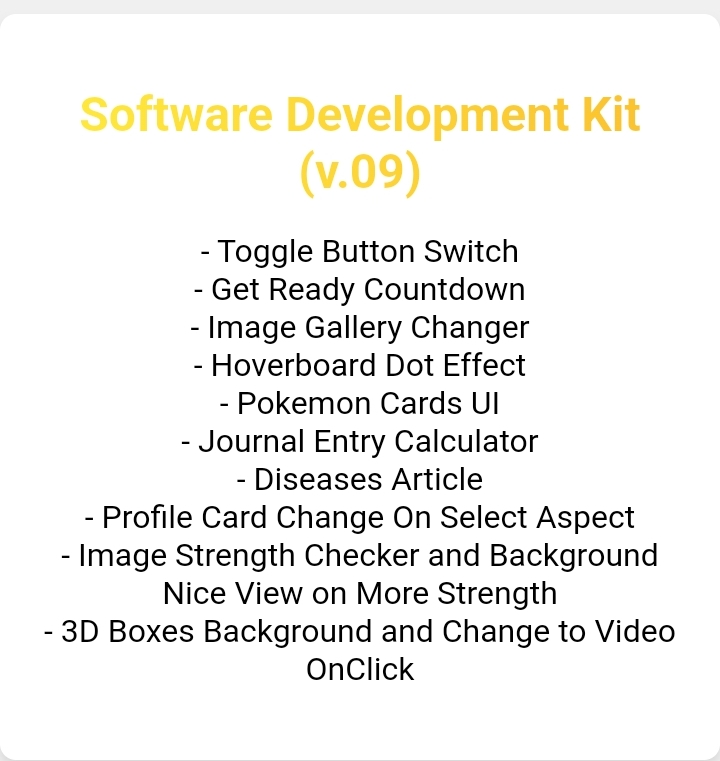 Software Development Kit
(v.09)
- Toggle Button Switch
- Get Ready Countdown
- Image Gallery Changer
- Hoverboard Dot Effect
- Pokemon Cards UI
- Journal Entry Calculator
- Diseases Article
- Profile Card Change On Select Aspect
- Image Strength Checker and Background
Nice View on More Strength
- 3D Boxes Background and Change to Video
OnClick